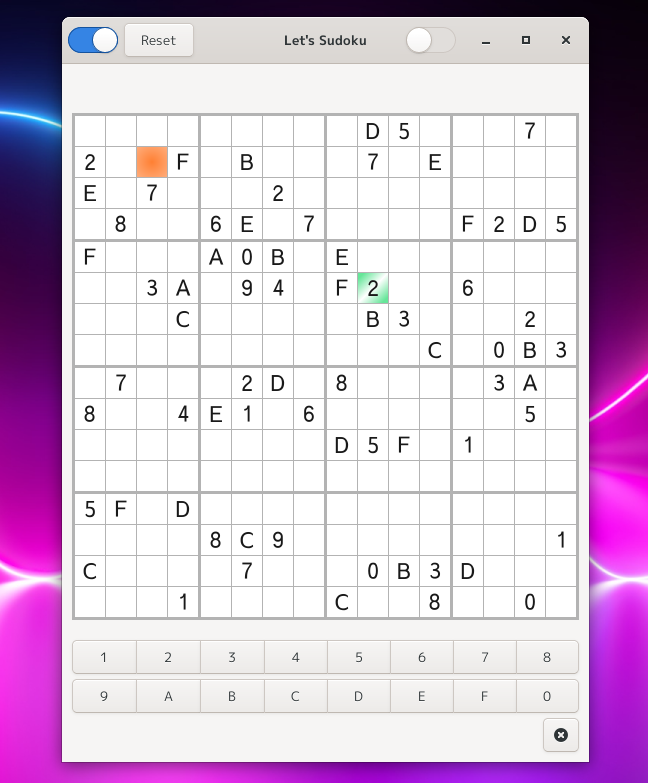 Reset Let's Sudoku
D 5 7
2 F B 7 E
E 7 2
8 6 E 7 F 2 D 5
F A 0 B E
3 A 9 4 F 2 6
C B 3 2
C 0 B 3
7 2 D 8 3 A
8 4 E 1 6 5
D 5 F 1
5 F D
8 C 9 1
C 7 0 B 3 D
1 C 8 0
1 2 3 4 5 6 7 8
9 A B C D E F 0